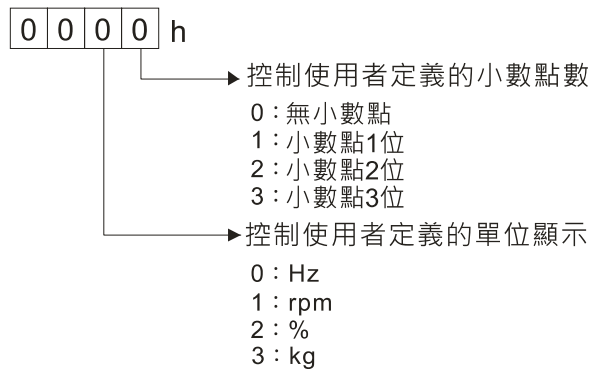 0 0 0 0 h
控制使用者定義的小數點數
0：無小數點
1：小數點1位
2：小數點2位
3：小數點3位
控制使用者定義的單位顯示
0：Hz
1：rpm
2：%
3：kg